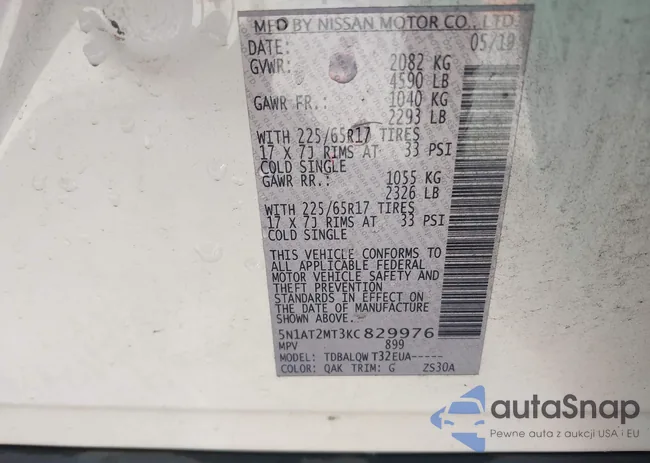 MFD BY NISSAN MOTOR CO., LTD.
DATE: 05/19
GVWR: 2082 KG
4590 LB
GAWR FR.: 1040 KG
2293 LB
WITH 225/65R17 TIRES
17 X 7J RIMS AT 33 PSI
COLD SINGLE
GAWR RR.: 1055 KG
2326 LB
WITH 225/65R17 TIRES
17 X 7J RIMS AT 33 PSI
COLD SINGLE
THIS VEHICLE CONFORMS TO
ALL APPLICABLE FEDERAL
MOTOR VEHICLE SAFETY AND
THEFT PREVENTION
STANDARDS IN EFFECT ON
THE DATE OF MANUFACTURE
SHOWN ABOVE.
5N1AT2MT3KC829976
MPV 899
MODEL: TDBALQW T32EUA-----
COLOR: QAK TRIM: G ZS30A
autaSnap
Pewne auta z aukcji USA i EU